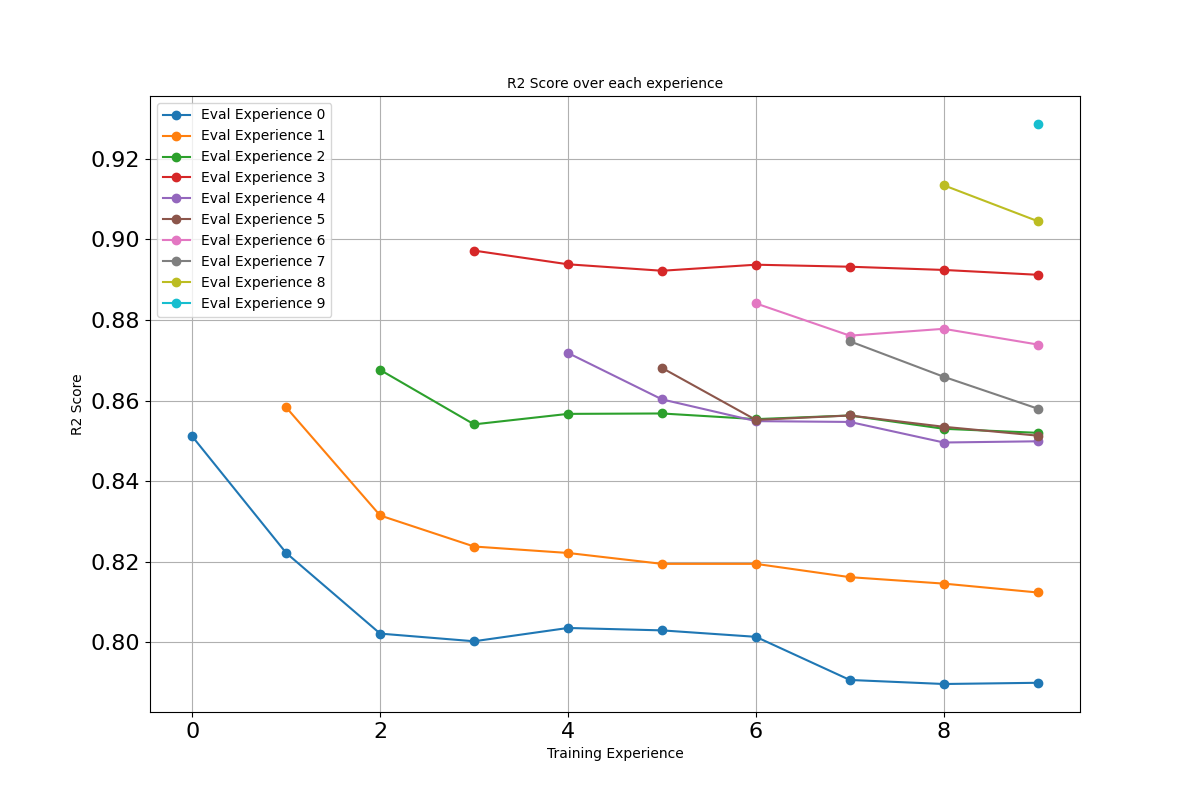 R2 Score over each experience
Eval Experience 0
Eval Experience 1
Eval Experience 2
Eval Experience 3
Eval Experience 4
Eval Experience 5
Eval Experience 6
Eval Experience 7
Eval Experience 8
Eval Experience 9
0.92
0.90
0.88
0.86
0.84
0.82
0.80
R2 Score
0 2 4 6 8
Training Experience